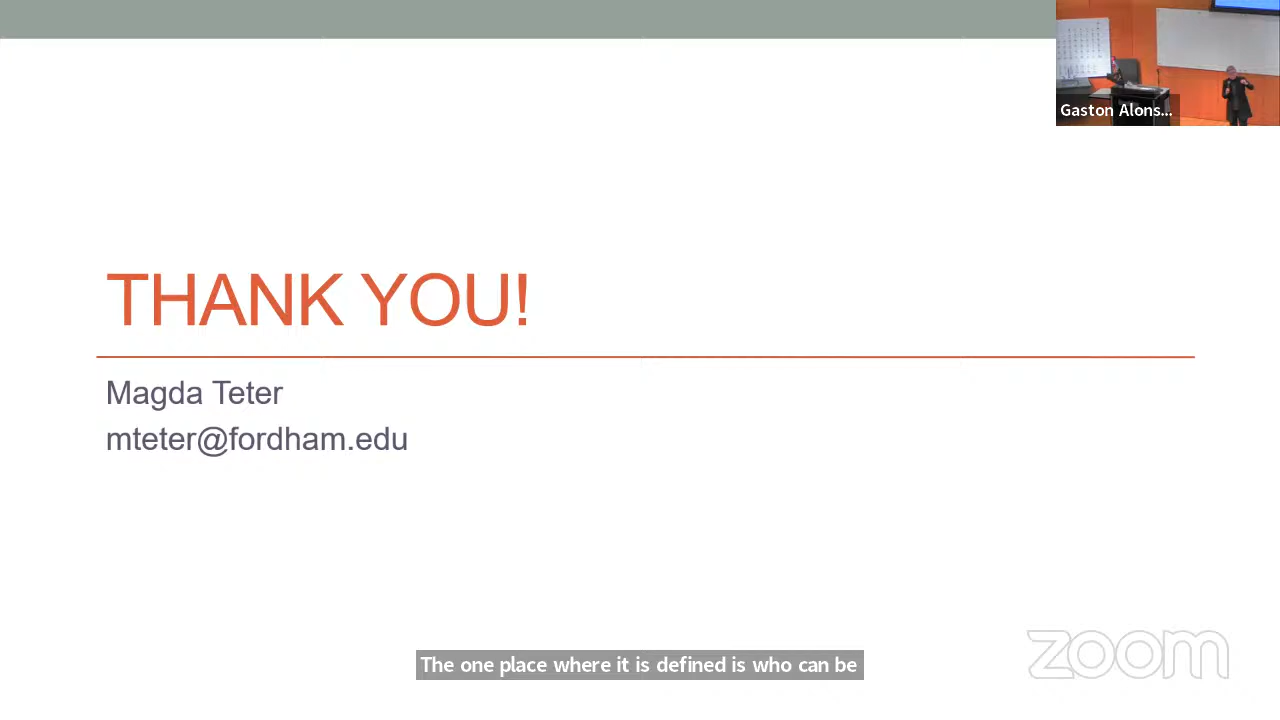 Gaston Alons...
THANK YOU!
Magda Teter
mteter@fordham.edu
The one place where it is defined is who can be
zoom